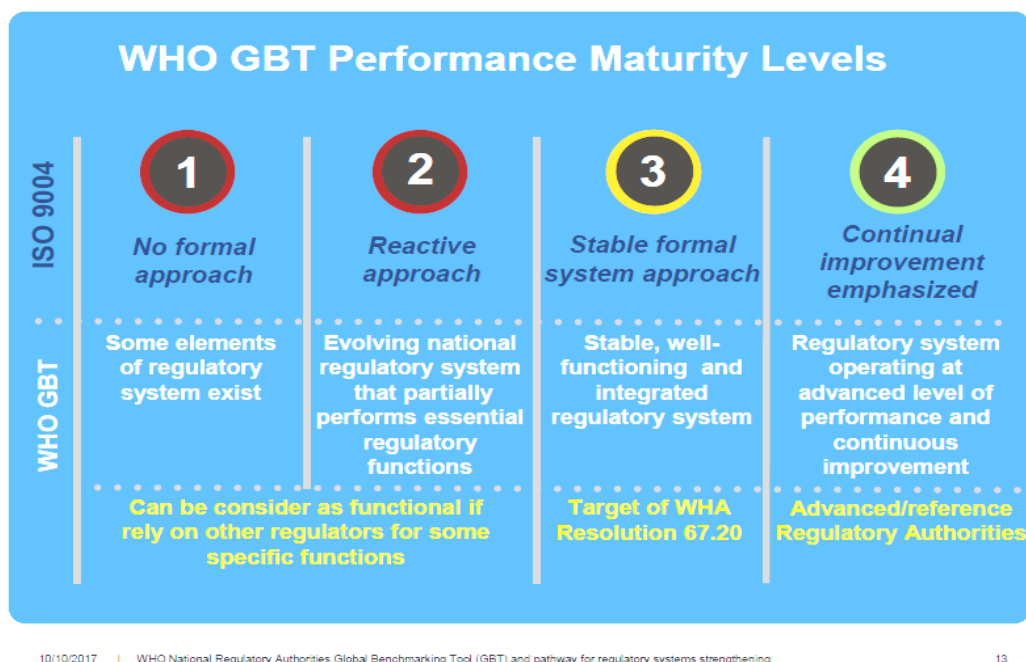 WHO GBT Performance Maturity Levels
ISO 9004
1
2
3
4
No formal
approach
Reactive
approach
Stable formal
system approach
Continual
improvement
emphasized
WHO GBT
Some elements
of regulatory
system exist
Evolving national
regulatory system
that partially
performs essential
regulatory
functions
Stable, well-
functioning and
integrated
regulatory system
Regulatory system
operating at
advanced level of
performance and
continuous
improvement
Can be consider as functional if
rely on other regulators for some
specific functions
Target of WHA
Resolution 67.20
Advanced/reference
Regulatory Authorities
10/10/2017 | WHO National Regulatory Authorities Global Benchmarking Tool (GBT) and pathway for regulatory systems strengthening
13